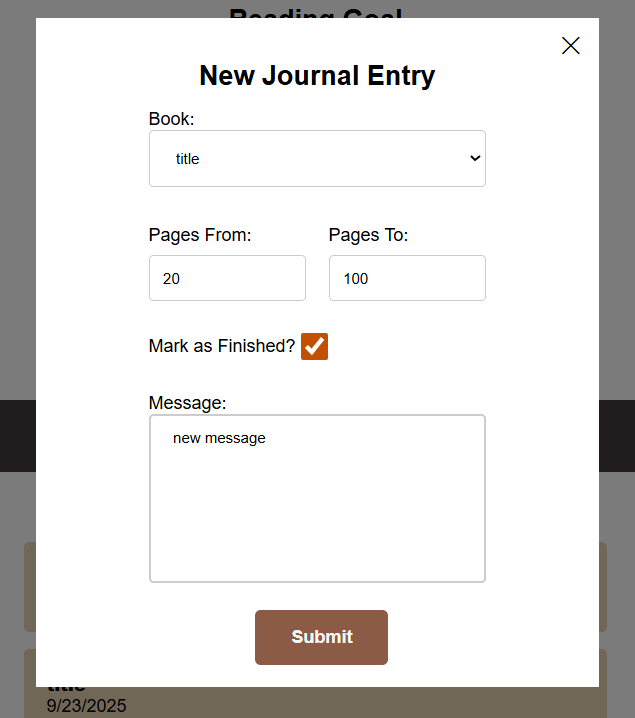 Reading Goal
New Journal Entry
Book:
title
Pages From: Pages To:
20 100
Mark as Finished?
Message:
new message
Submit
title
9/23/2025